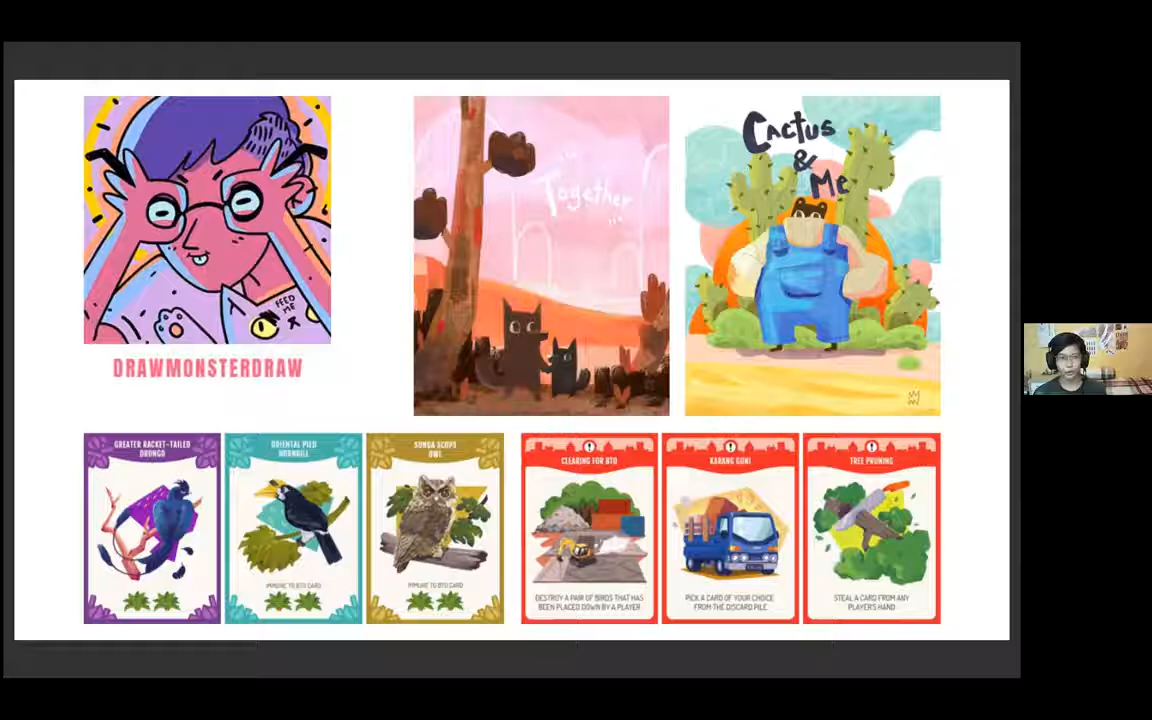 FEED
ME
DRAWMONSTERDRAW
Together
Cactus
&
Me
GREATER RACKET-TAILED
DRONGO
ORIENTAL PIED
HORNBILL
IMMUNE TO BTO CARD
SUNDA SCOPS
OWL
IMMUNE TO BTO CARD
CLEARING FOR BTO
DESTROY A PAIR OF BIRDS THAT HAS
BEEN PLACED DOWN BY A PLAYER
KARANG GUNI
PICK A CARD OF YOUR CHOICE
FROM THE DISCARD PILE
TREE PRUNING
STEAL A CARD FROM ANY
PLAYER'S HAND